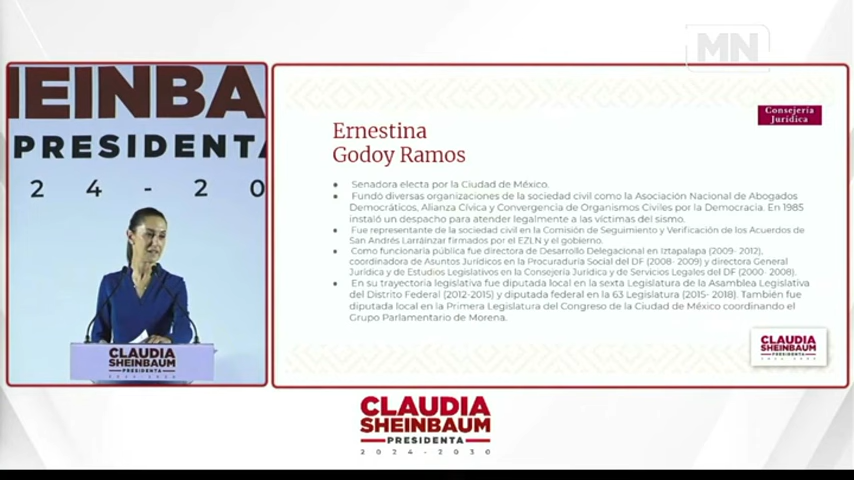 MN
HEINBA
PRESIDENTA
2 4 - 2 0
CLAUDIA
SHEINBAUM
PRESIDENTA
2024-2030
Consejería
Jurídica
Ernestina
Godoy Ramos
● Senadora electa por la Ciudad de México.
● Fundó diversas organizaciones de la sociedad civil como la Asociación Nacional de Abogados
Democráticos, Alianza Cívica y Convergencia de Organismos Civiles por la Democracia. En 1985
instaló un despacho para atender legalmente a las víctimas del sismo.
● Fue representante de la sociedad civil en la Comisión de Seguimiento y Verificación de los Acuerdos de
San Andrés Larráinzar firmados por el EZLN y el gobierno.
● Como funcionaria pública fue directora de Desarrollo Delegacional en Iztapalapa (2009- 2012),
coordinadora de Asuntos Jurídicos en la Procuraduría Social del DF (2008- 2009) y directora General
Jurídica y de Estudios Legislativos en la Consejería Jurídica y de Servicios Legales del DF (2000- 2008).
● En su trayectoria legislativa fue diputada local en la sexta Legislatura de la Asamblea Legislativa
del Distrito Federal (2012-2015) y diputada federal en la 63 Legislatura (2015- 2018). También fue
diputada local en la Primera Legislatura del Congreso de la Ciudad de México coordinando el
Grupo Parlamentario de Morena.
CLAUDIA
SHEINBAUM
PRESIDENTA
2024-2030
CLAUDIA
SHEINBAUM
PRESIDENTA
2024-2030